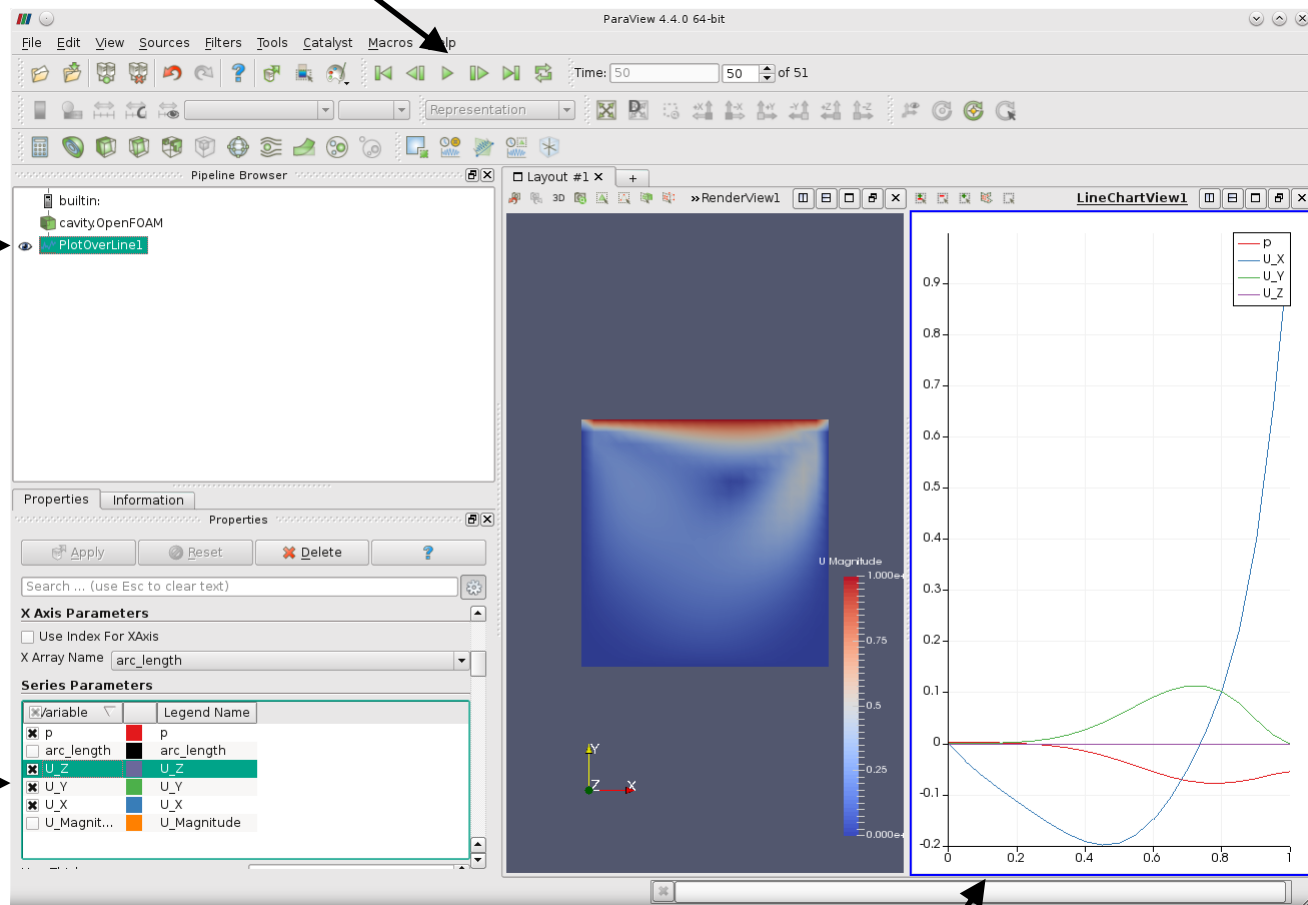 ParaView 4.4.0 64-bit
File Edit View Sources Filters Tools Catalyst Macros
Time: 50 50 of 51
Representation
Pipeline Browser
builtin:
cavity.OpenFOAM
PlotOverLine1
Properties Information
Properties
Apply Reset Delete ?
Search ... (use Esc to clear text)
X Axis Parameters
Use Index For XAxis
X Array Name arc_length
Series Parameters
Variable Legend Name
p p
arc_length arc_length
U_Z U_Z
U_Y U_Y
U_X U_X
U_Magnit... U_Magnitude
Layout #1 +
3D »RenderView1
Y
Z X
U Magnitude
1.000e+
0.75
0.5
0.25
0.000e+
LineChartView1
p
U_X
U_Y
U_Z
0.9
0.8
0.7
0.6
0.5
0.4
0.3
0.2
0.1
0
-0.1
-0.2
0 0.2 0.4 0.6 0.8 1